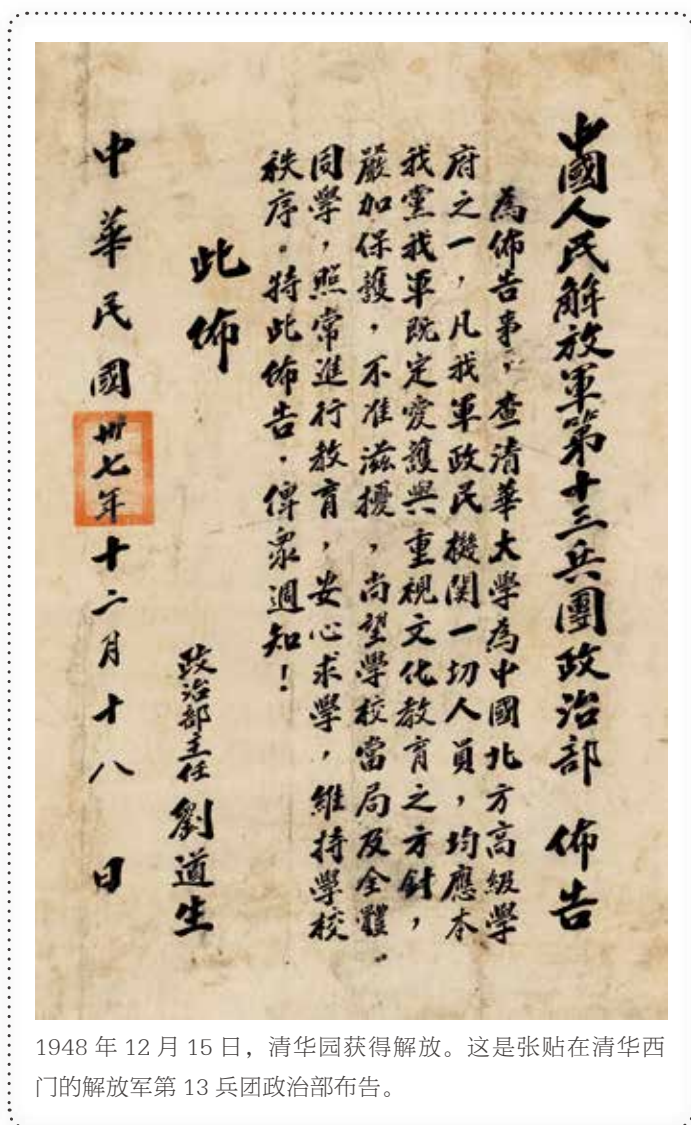 中國人民解放軍第十三兵團政治部 佈告
為佈告事，查清華大學為中國北方高級學
府之一，凡我軍政民機関一切人員，均應本
我黨我軍既定愛護與重視文化教育之方針，
嚴加保護，不准滋擾，尚望學校當局及全體
同學，照常進行教育，安心求學，維持學校
秩序。特此佈告，俾眾週知！
此佈
政治部主任 劉道生
中華民國卅七年十二月十八日
1948 年 12 月 15 日，清华园获得解放。这是张贴在清华西
门的解放军第 13 兵团政治部布告。